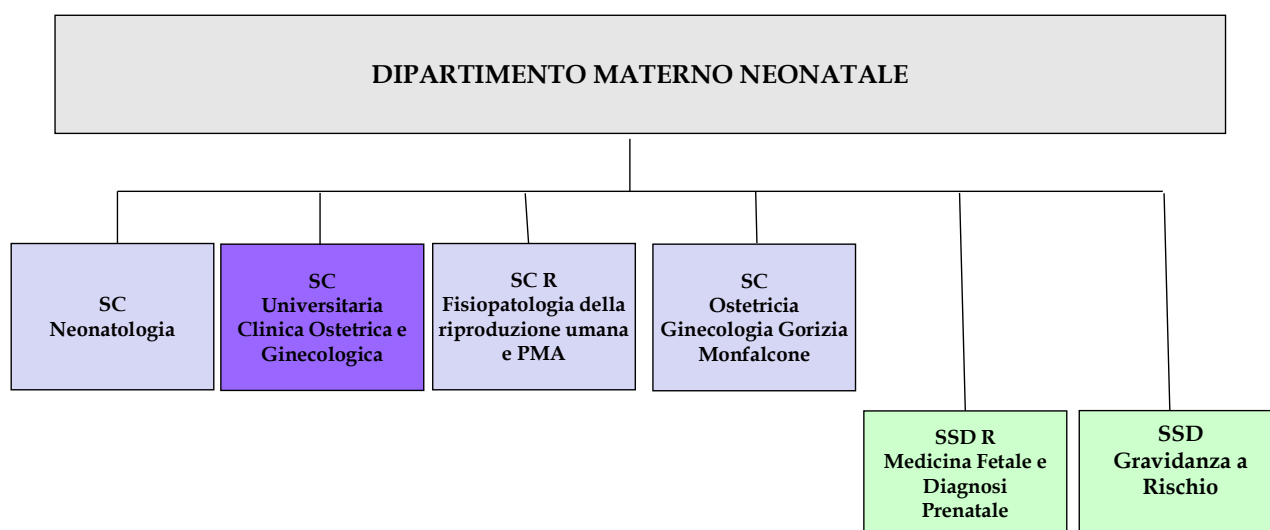 DIPARTIMENTO MATERNO NEONATALE
SC
Neonatologia
SC
Universitaria
Clinica Ostetrica e
Ginecologica
SC R
Fisiopatologia della
riproduzione umana
e PMA
SC
Ostetricia
Ginecologia Gorizia
Monfalcone
SSD R
Medicina Fetale e
Diagnosi
Prenatale
SSD
Gravidanza a
Rischio